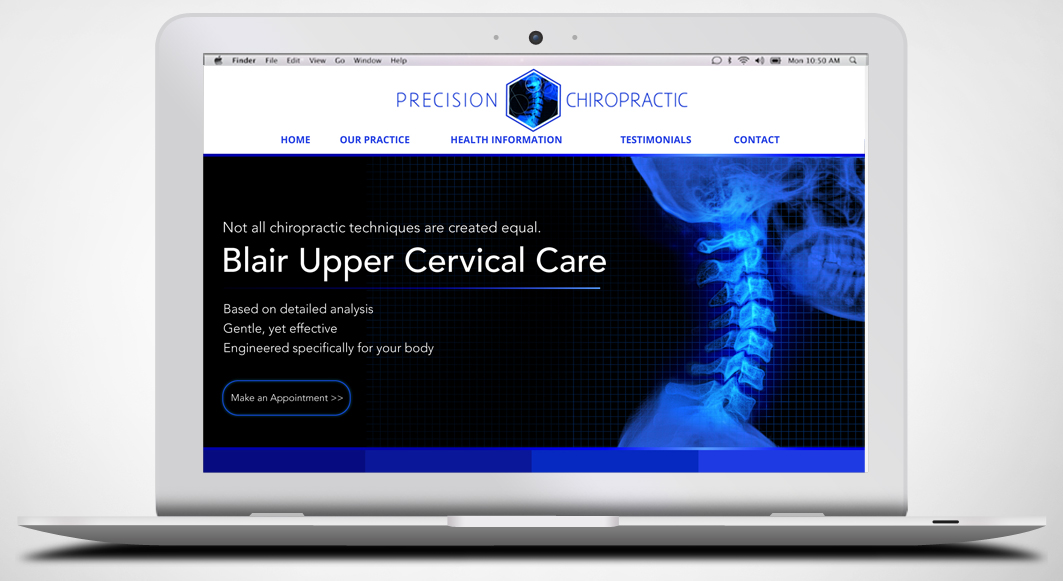 Finder File Edit View Go Window Help Mon 10:50 AM
PRECISION CHIROPRACTIC
HOME OUR PRACTICE HEALTH INFORMATION TESTIMONIALS CONTACT
Not all chiropractic techniques are created equal.
Blair Upper Cervical Care
Based on detailed analysis
Gentle, yet effective
Engineered specifically for your body
Make an Appointment >>